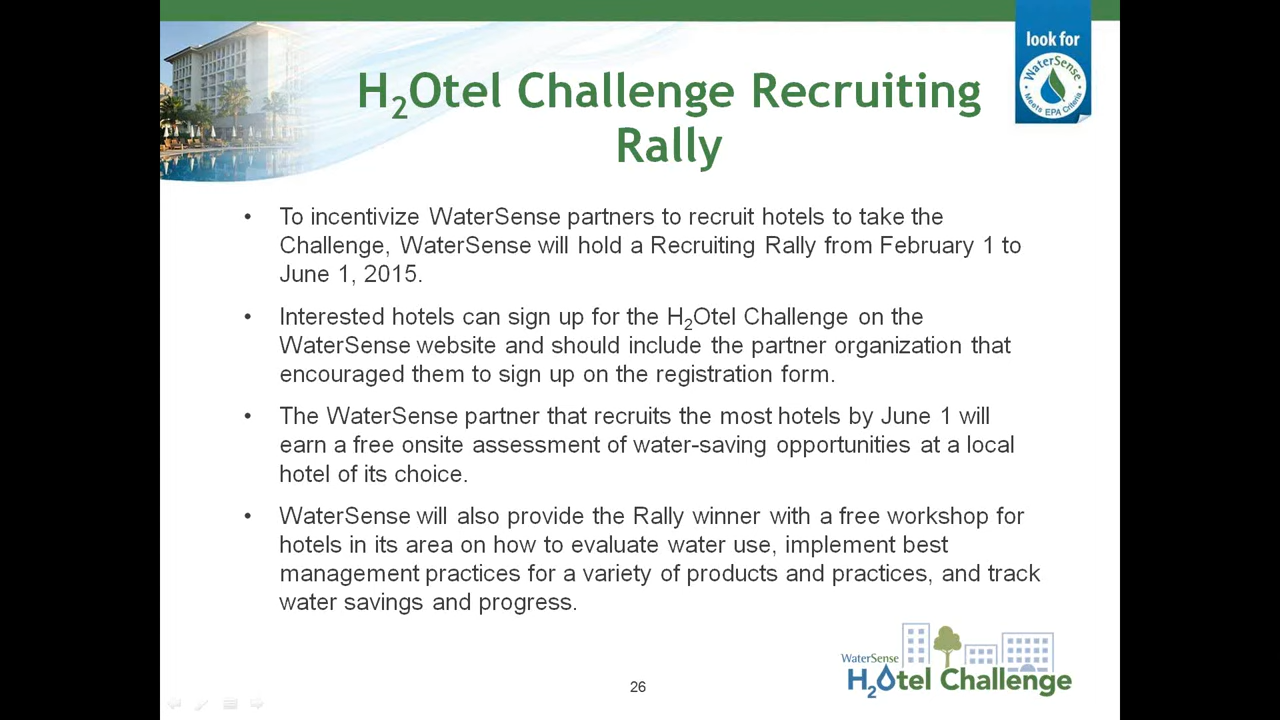 look for
WaterSense
Meets EPA Criteria
H₂Otel Challenge Recruiting
Rally
• To incentivize WaterSense partners to recruit hotels to take the
Challenge, WaterSense will hold a Recruiting Rally from February 1 to
June 1, 2015.
• Interested hotels can sign up for the H₂Otel Challenge on the
WaterSense website and should include the partner organization that
encouraged them to sign up on the registration form.
• The WaterSense partner that recruits the most hotels by June 1 will
earn a free onsite assessment of water-saving opportunities at a local
hotel of its choice.
• WaterSense will also provide the Rally winner with a free workshop for
hotels in its area on how to evaluate water use, implement best
management practices for a variety of products and practices, and track
water savings and progress.
WaterSense
H₂Otel Challenge
26